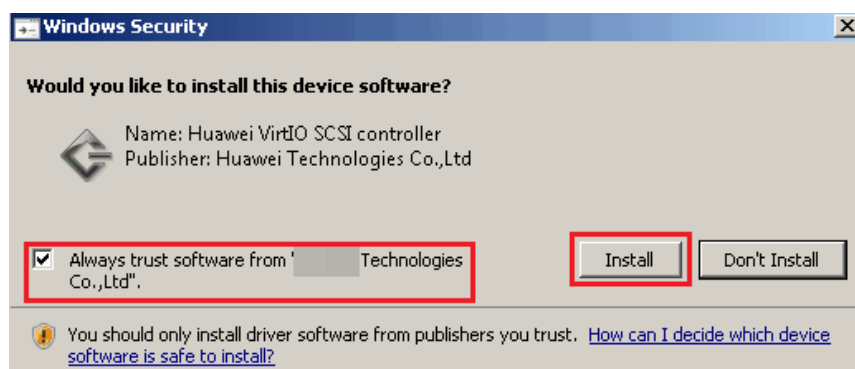 Windows Security
Would you like to install this device software?
Name: Huawei VirtIO SCSI controller
Publisher: Huawei Technologies Co.,Ltd
Always trust software from " Technologies
Co.,Ltd".
Install
Don't Install
You should only install driver software from publishers you trust. How can I decide which device
software is safe to install?